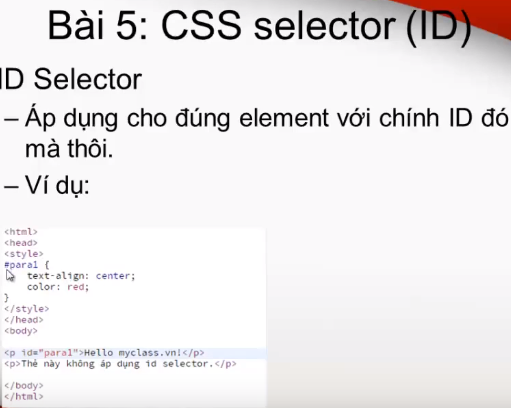 Bài 5: CSS selector (ID)
ID Selector
– Áp dụng cho đúng element với chính ID đó
mà thôi.
– Ví dụ:
<html>
<head>
<style>
#para1 {
text-align: center;
color: red;
}
</style>
</head>
<body>
<p id="para1">Hello myclass.vn!</p>
<p>Thẻ này không áp dụng id selector.</p>
</body>
</html>